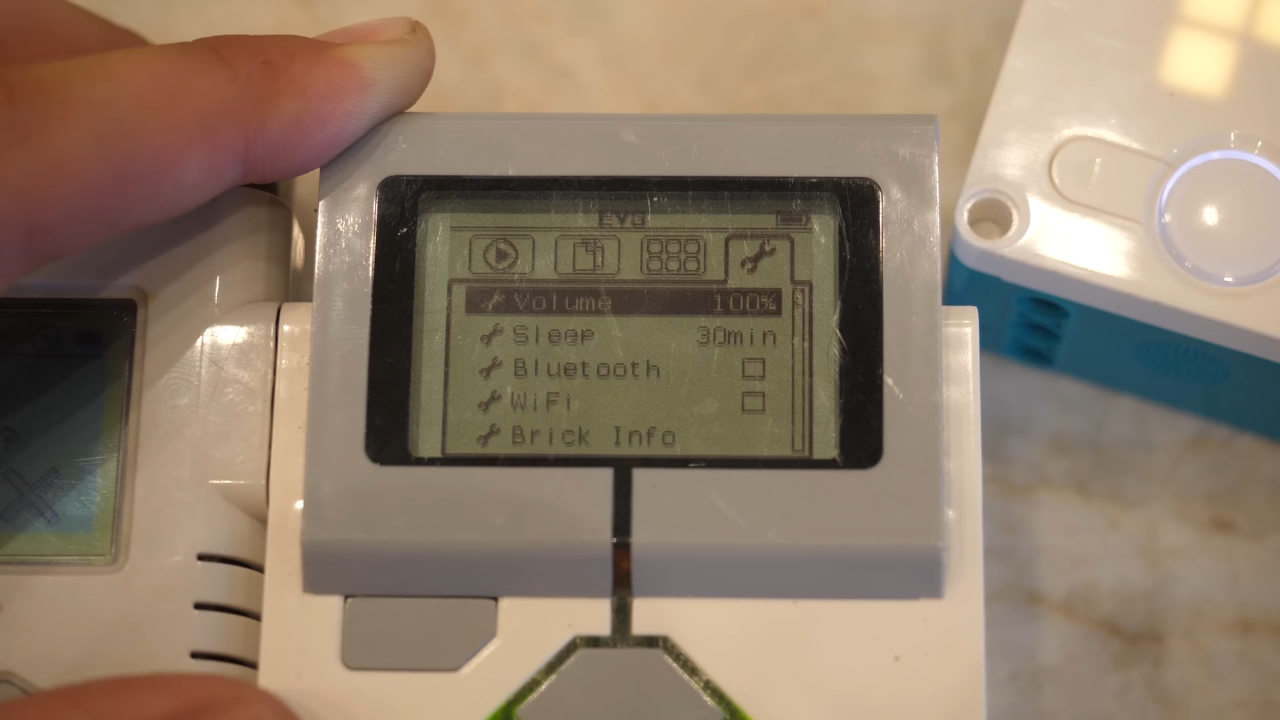 EV3
Volume 100%
Sleep 30min
Bluetooth
WiFi
Brick Info